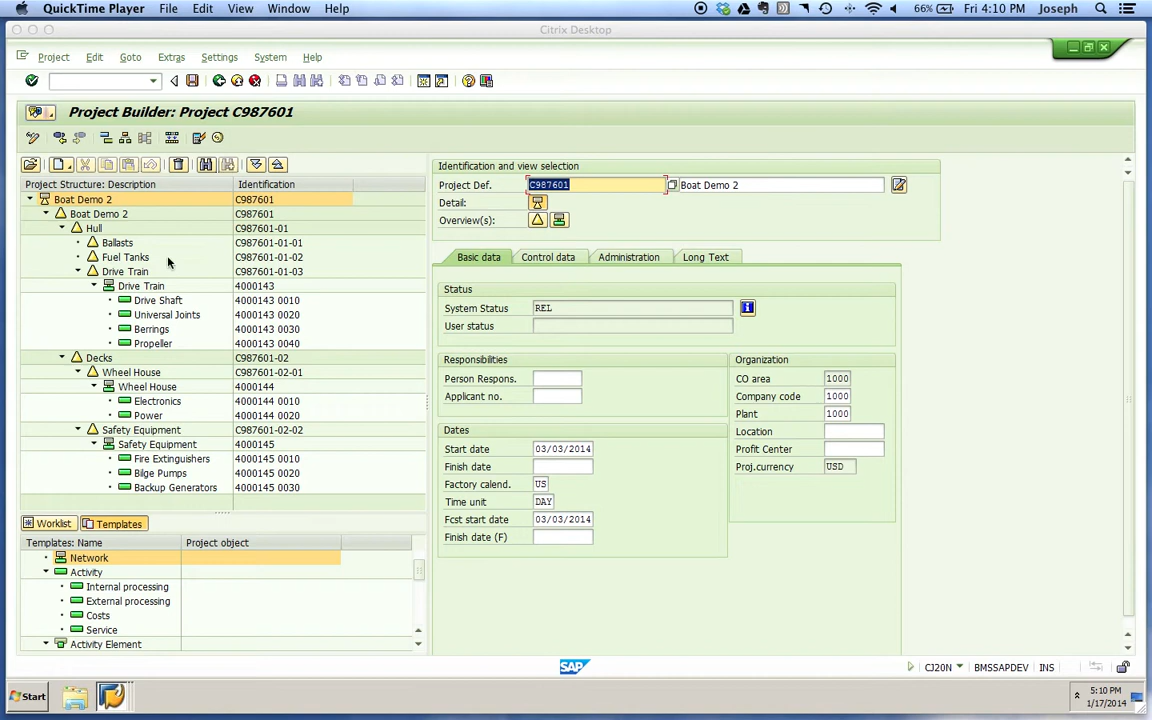 QuickTime Player File Edit View Window Help 66% Fri 4:10 PM Joseph
Citrix Desktop
Project Edit Goto Extras Settings System Help
Project Builder: Project C987601
Project Structure: Description Identification
Boat Demo 2 C987601
Boat Demo 2 C987601
Hull C987601-01
Ballasts C987601-01-01
Fuel Tanks C987601-01-02
Drive Train C987601-01-03
Drive Train 4000143
Drive Shaft 4000143 0010
Universal Joints 4000143 0020
Berrings 4000143 0030
Propeller 4000143 0040
Decks C987601-02
Wheel House C987601-02-01
Wheel House 4000144
Electronics 4000144 0010
Power 4000144 0020
Safety Equipment C987601-02-02
Safety Equipment 4000145
Fire Extinguishers 4000145 0010
Bilge Pumps 4000145 0020
Backup Generators 4000145 0030
Worklist Templates
Templates: Name Project object
Network
Activity
Internal processing
External processing
Costs
Service
Activity Element
Identification and view selection
Project Def. C987601 Boat Demo 2
Detail:
Overview(s):
Basic data Control data Administration Long Text
Status
System Status REL
User status
Responsibilities
Person Respons.
Applicant no.
Organization
CO area 1000
Company code 1000
Plant 1000
Location
Profit Center
Proj.currency USD
Dates
Start date 03/03/2014
Finish date
Factory calend. US
Time unit DAY
Fcst start date 03/03/2014
Finish date (F)
SAP CJ20N BMSSAPDEV INS
Start 5:10 PM
1/17/2014